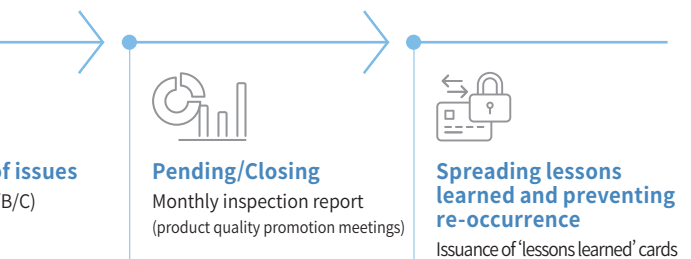 of issues
B/C)
Pending/Closing
Monthly inspection report
(product quality promotion meetings)
Spreading lessons
learned and preventing
re-occurrence
Issuance of ‘lessons learned’ cards